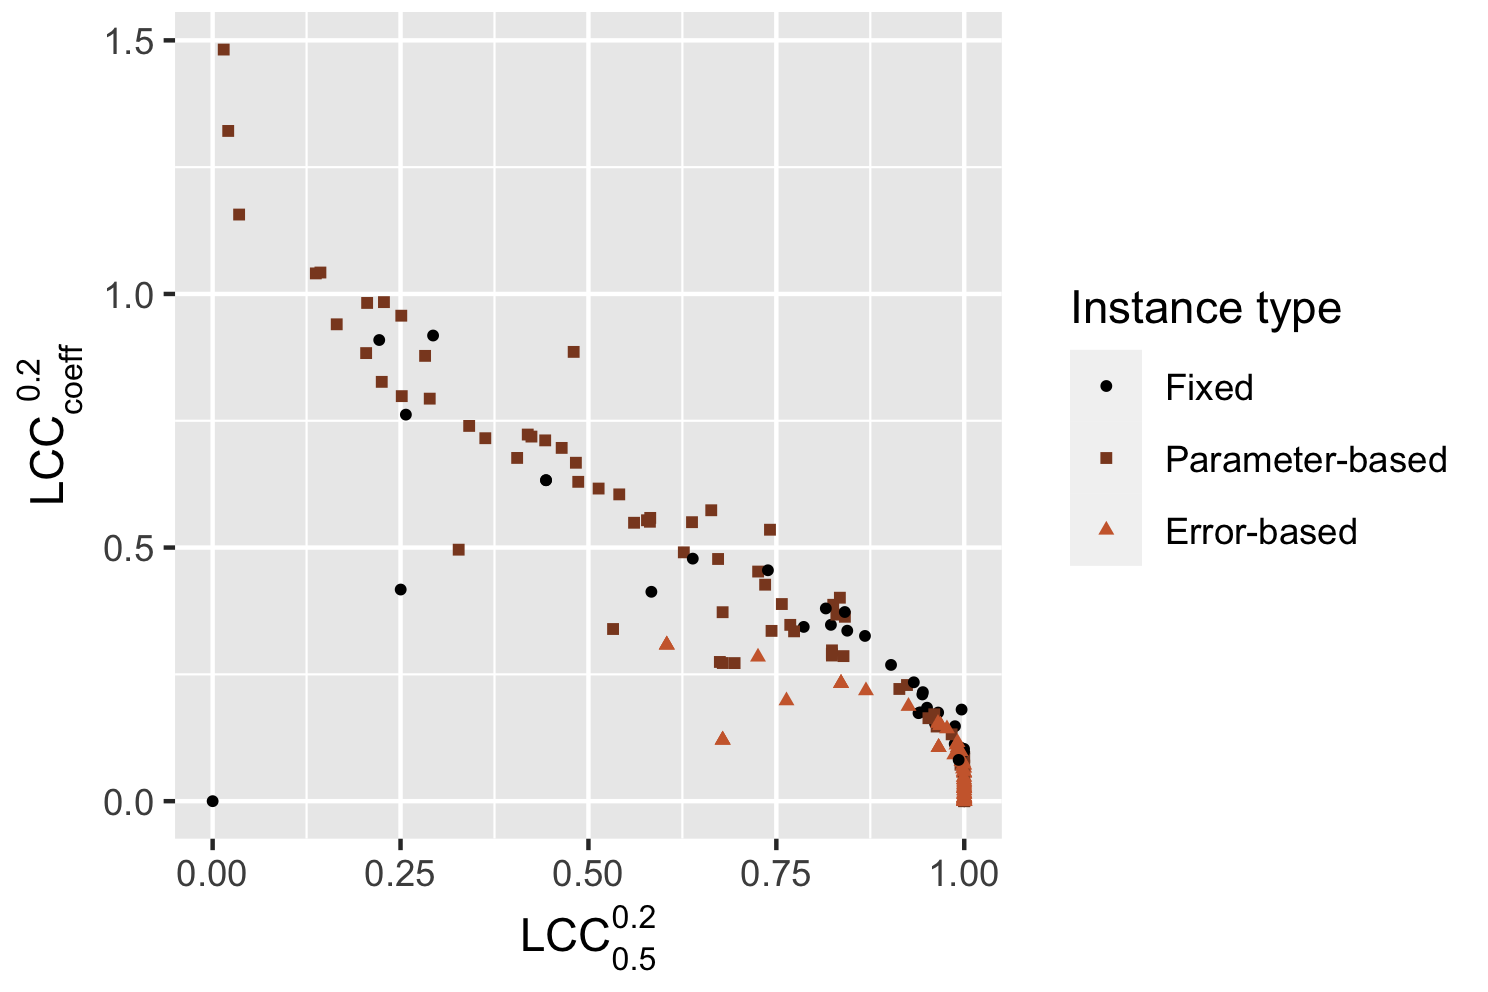 1.5
1.0
0.5
0.0
LCC^0.2_coeff
0.00 0.25 0.50 0.75 1.00
LCC^0.2_0.5
Instance type
Fixed
Parameter-based
Error-based